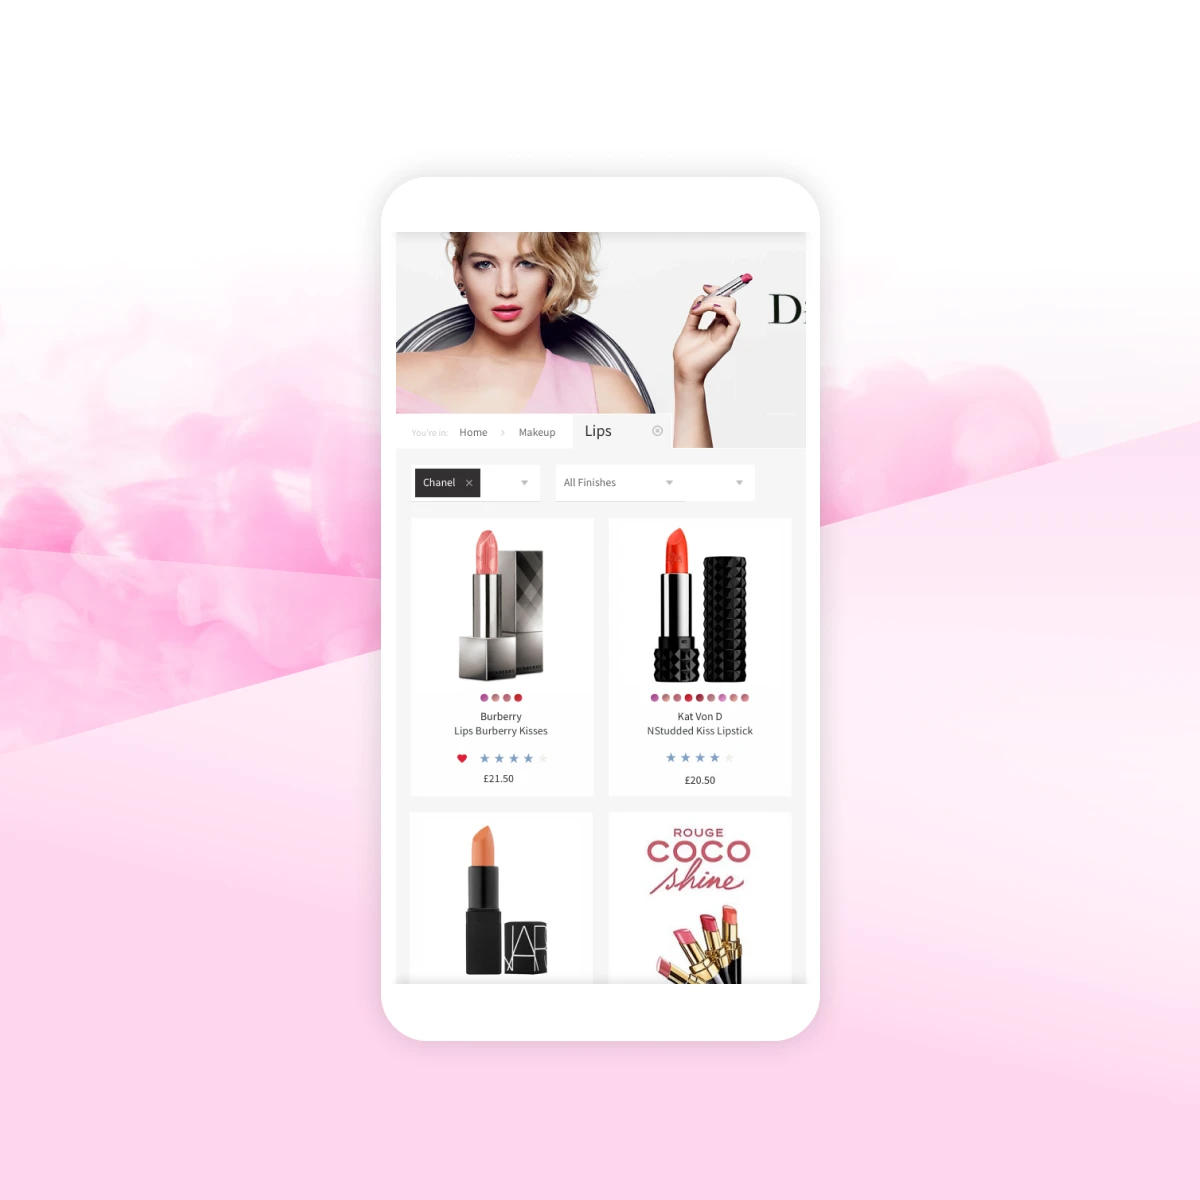 Di
You're in: Home > Makeup Lips
Chanel × All Finishes
Burberry
Lips Burberry Kisses
£21.50
Kat Von D
NStudded Kiss Lipstick
£20.50
NARS
ROUGE
COCO
shine